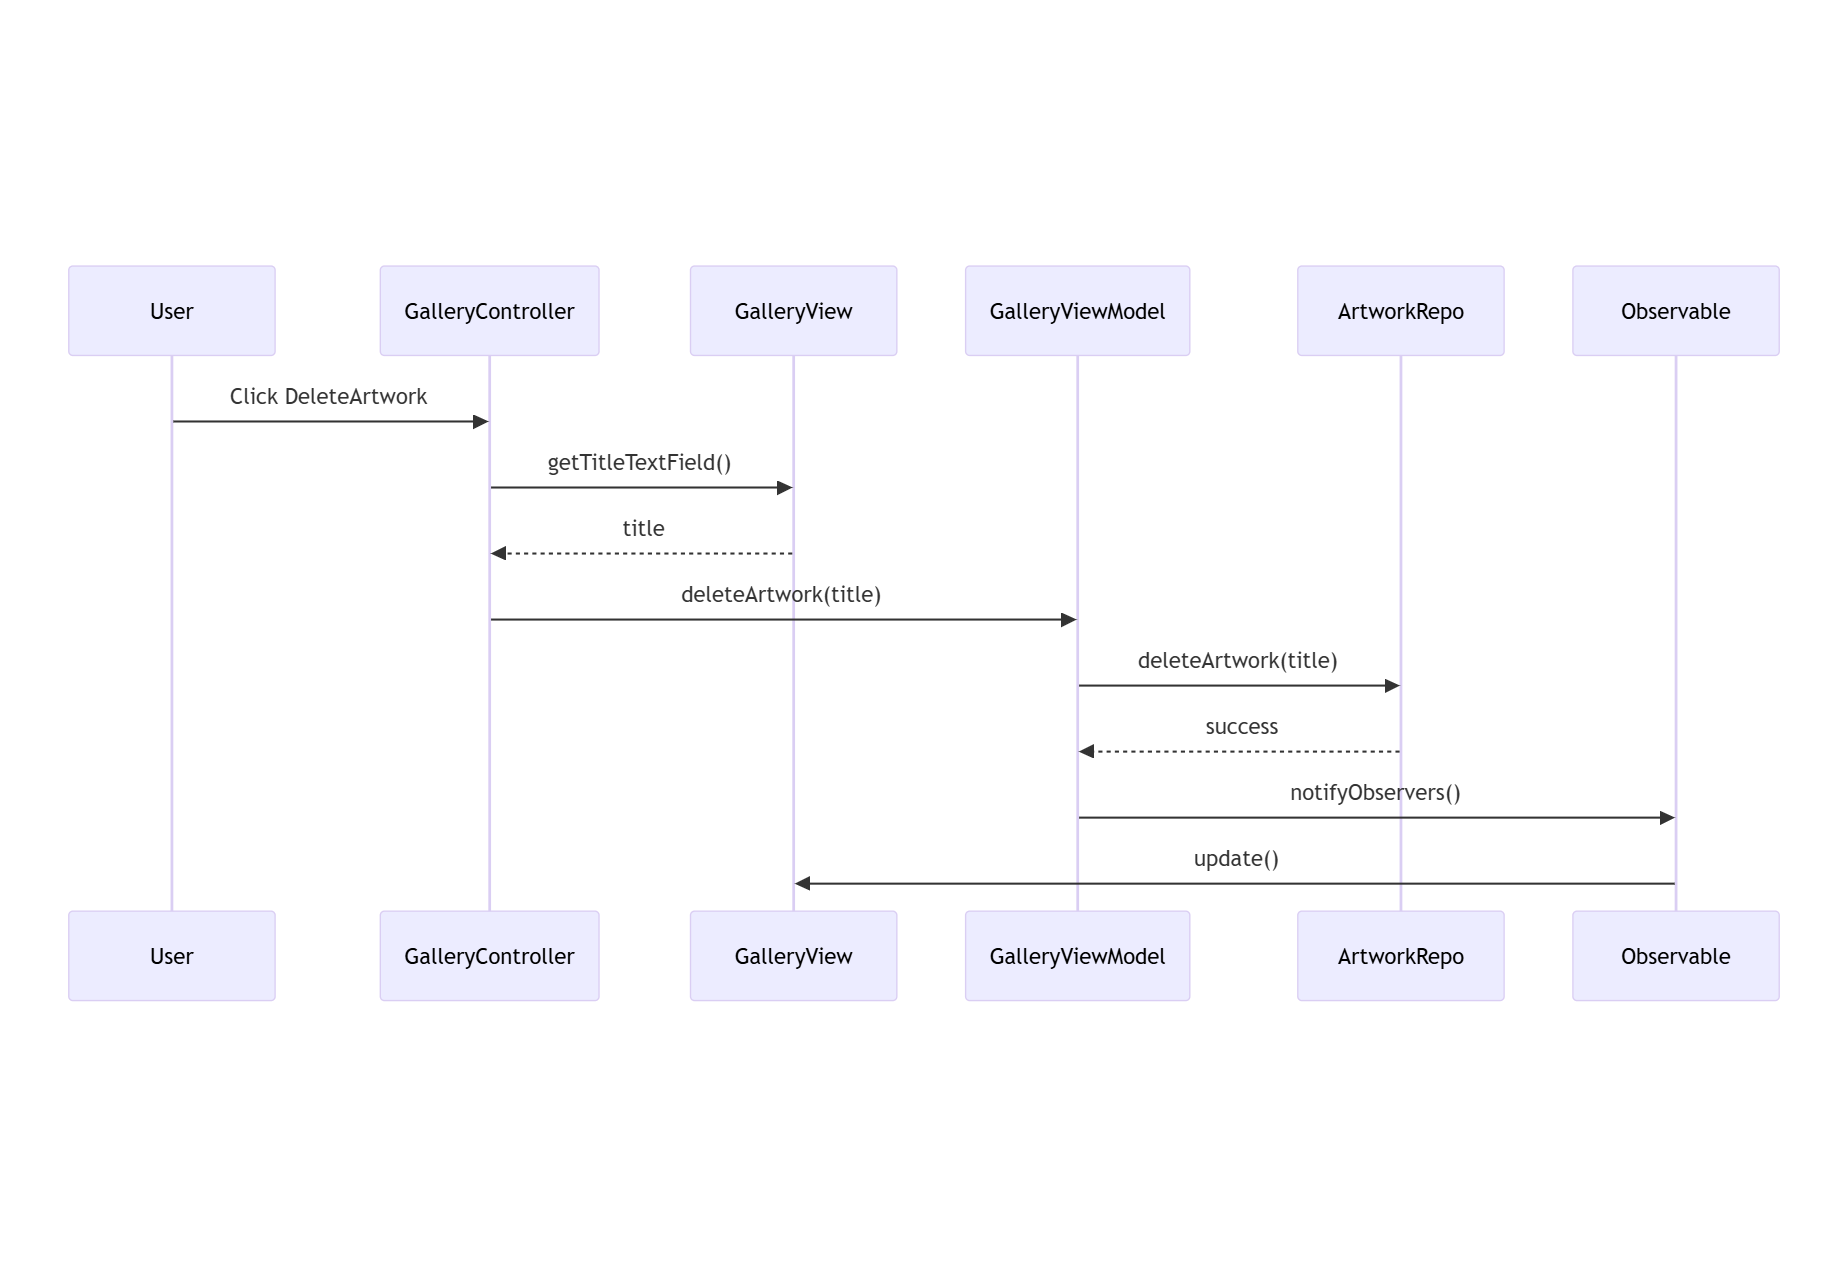 User
GalleryController
GalleryView
GalleryViewModel
ArtworkRepo
Observable
Click DeleteArtwork
getTitleTextField()
title
deleteArtwork(title)
deleteArtwork(title)
success
notifyObservers()
update()
User
GalleryController
GalleryView
GalleryViewModel
ArtworkRepo
Observable